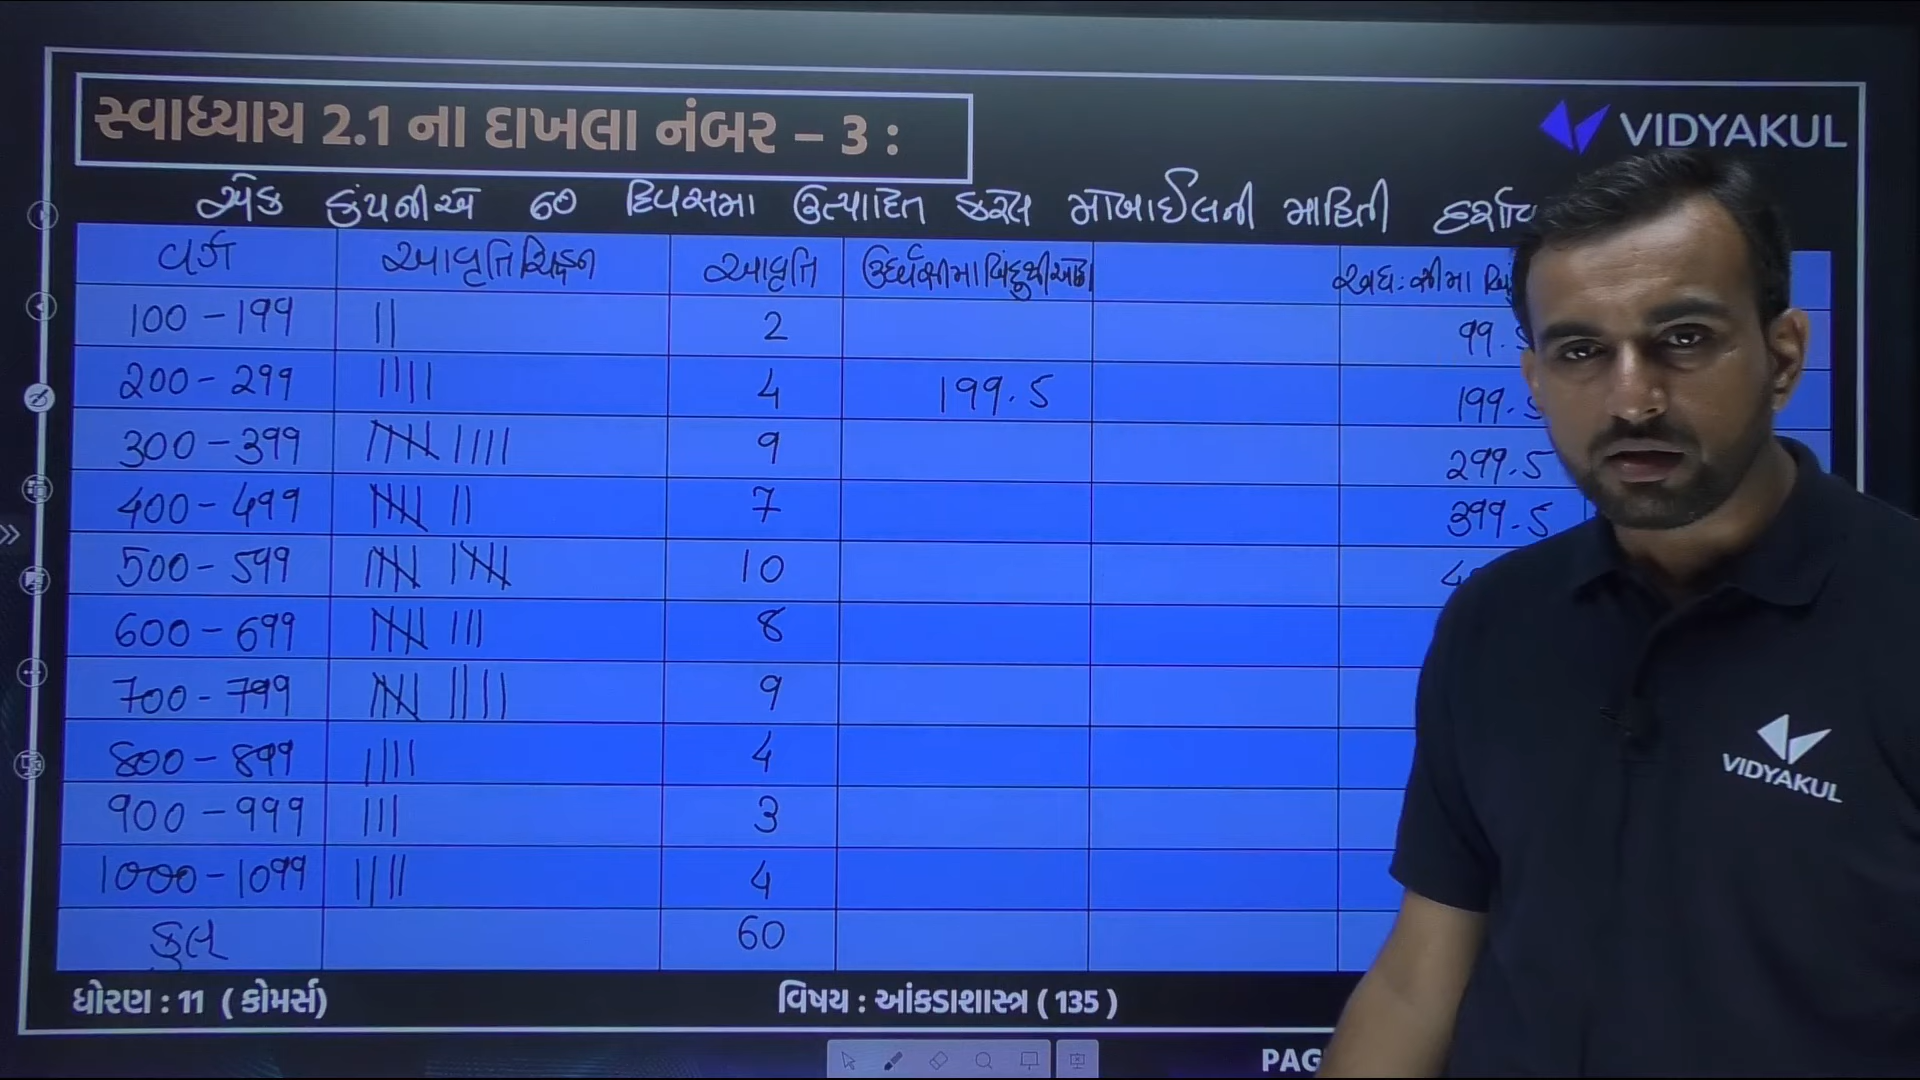 સ્વાધ્યાય 2.1 ના દાખલા નંબર – 3 :
VIDYAKUL
એક કંપનીએ 60 દિવસમા ઉત્પાદિત કરેલ મોબાઈલની માહિતી
વર્ગ આવૃત્તિ ચિહ્ન આવૃત્તિ
100 - 199 || 2 99.5
200 - 299 |||| 4 199.5 199.5
300 - 399 9 299.5
400 - 499 7 399.5
500 - 599 10
600 - 699 8
700 - 799 9
800 - 899 |||| 4
900 - 999 ||| 3
1000 - 1099 |||| 4
કુલ 60
ધોરણ : 11 ( કોમર્સ) વિષય : આંકડાશાસ્ત્ર ( 135 )
VIDYAKUL